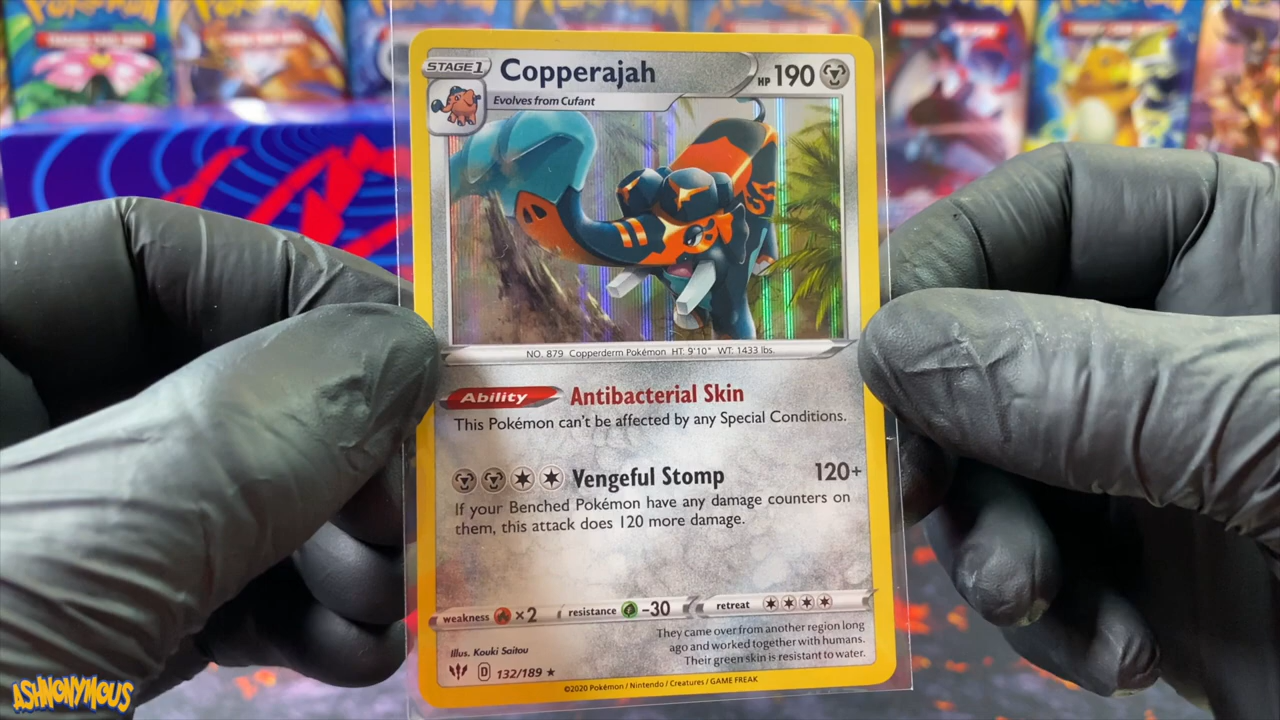 STAGE 1 Copperajah HP 190
Evolves from Cufant
NO. 879 Copperderm Pokémon HT: 9'10" WT: 1433 lbs.
Ability Antibacterial Skin
This Pokémon can't be affected by any Special Conditions.
Vengeful Stomp 120+
If your Benched Pokémon have any damage counters on
them, this attack does 120 more damage.
weakness ×2 resistance -30 retreat
They came over from another region long
ago and worked together with humans.
Their green skin is resistant to water.
Illus. Kouki Saitou
D 132/189 ★
©2020 Pokémon / Nintendo / Creatures / GAME FREAK
ASHNONYMOUS